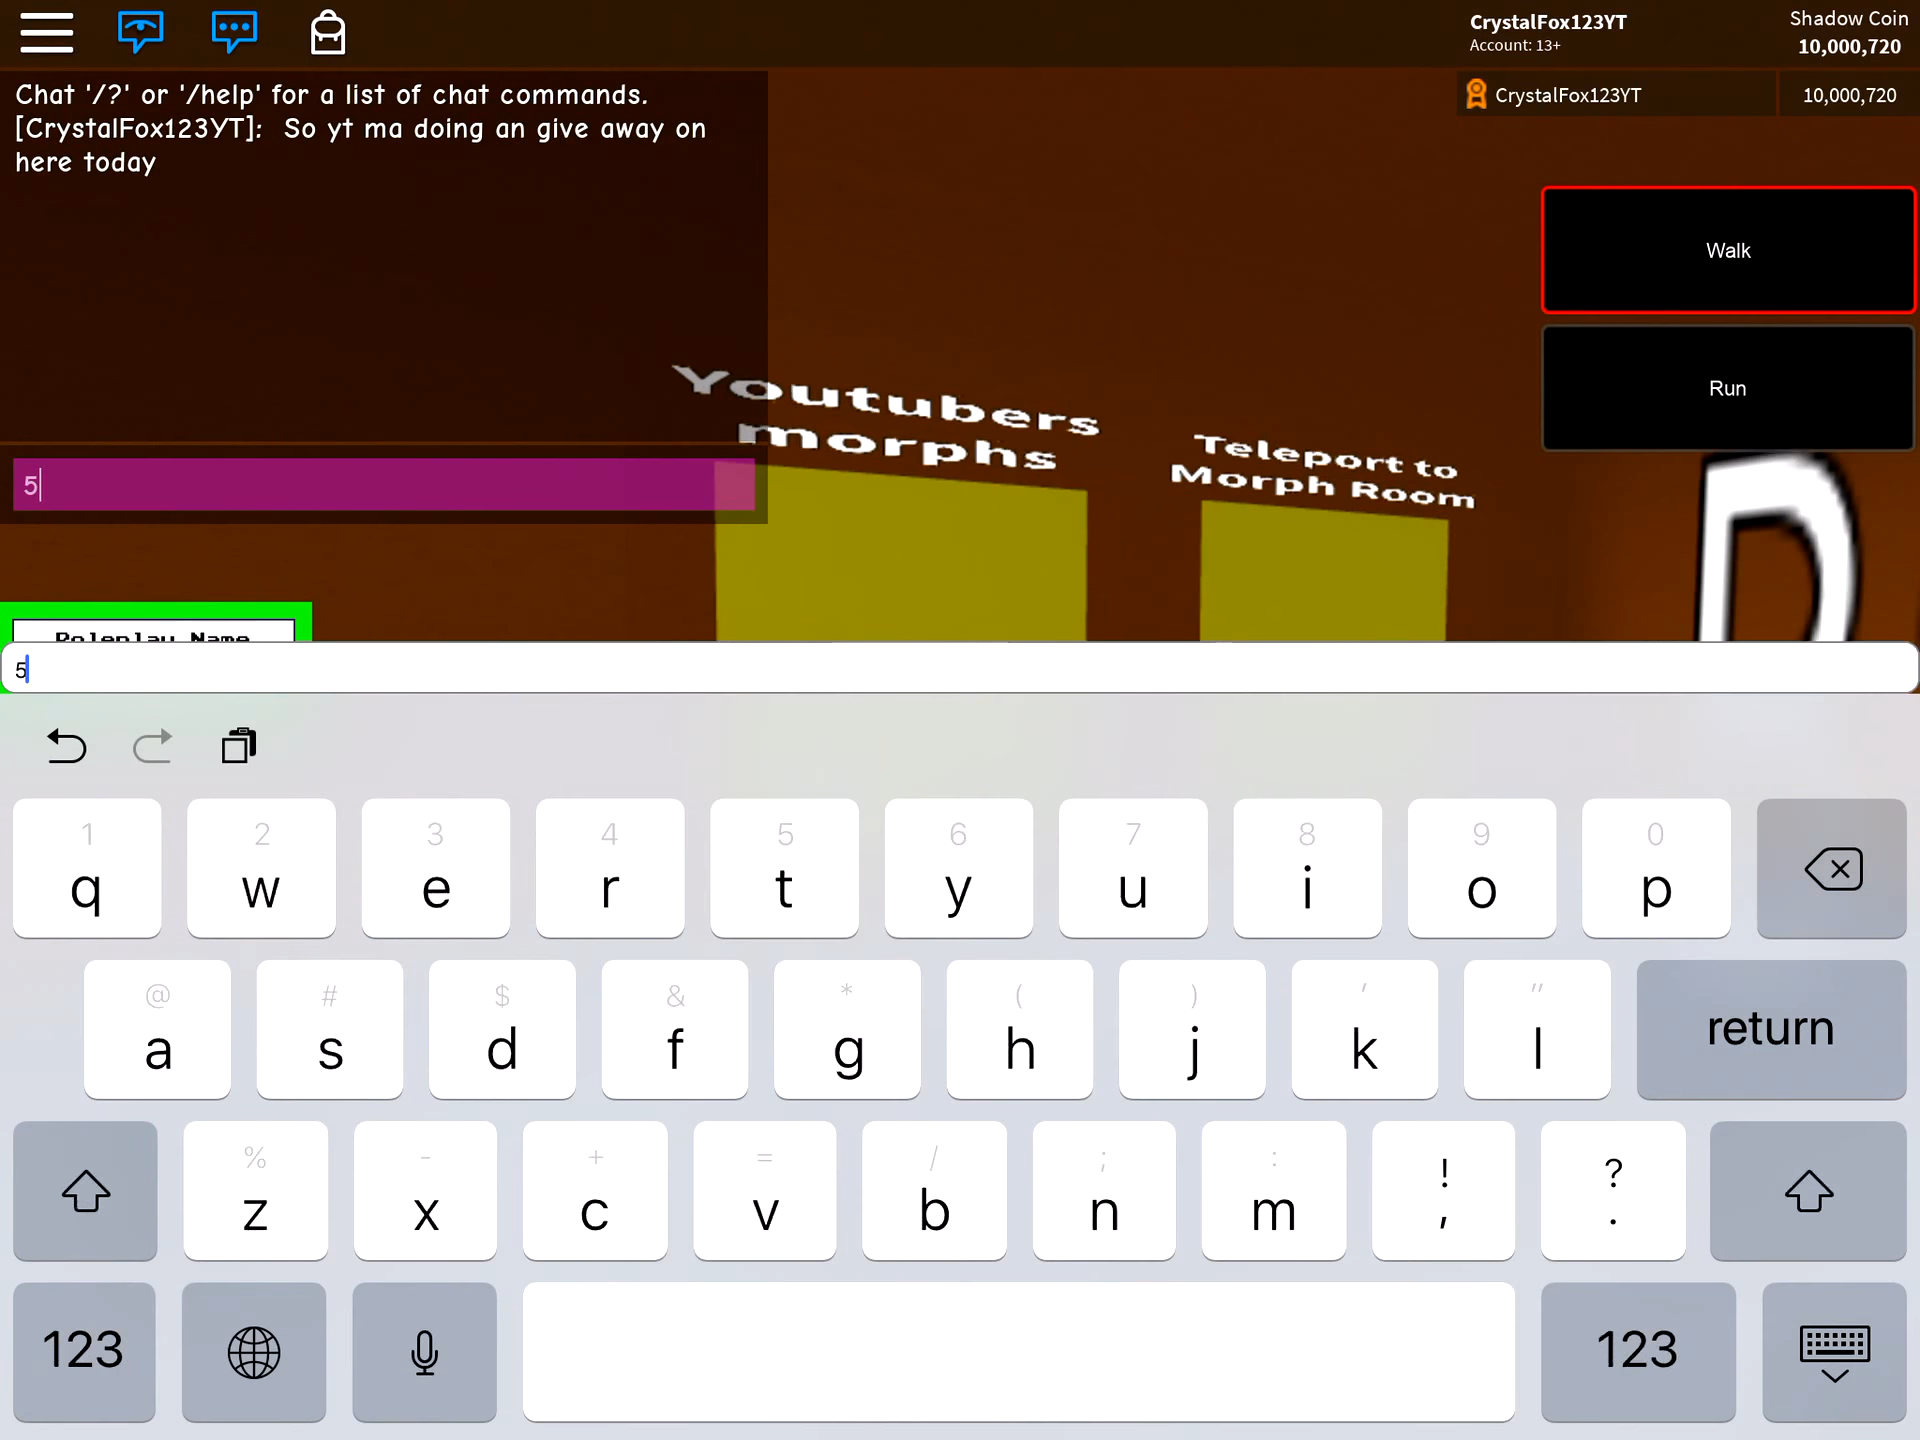 CrystalFox123YT
Account: 13+
Shadow Coin
10,000,720
CrystalFox123YT
10,000,720
Chat '/?' or '/help' for a list of chat commands.
[CrystalFox123YT]: So yt ma doing an give away on
here today
Walk
Run
Youtubers
morphs
Teleport to
Morph Room
D
5
Roleplay Name
5
1 2 3 4 5 6 7 8 9 0
q w e r t y u i o p
@ # $ & * ( ) ' "
a s d f g h j k l return
% - + = / ; : ! ?
z x c v b n m , .
123 123